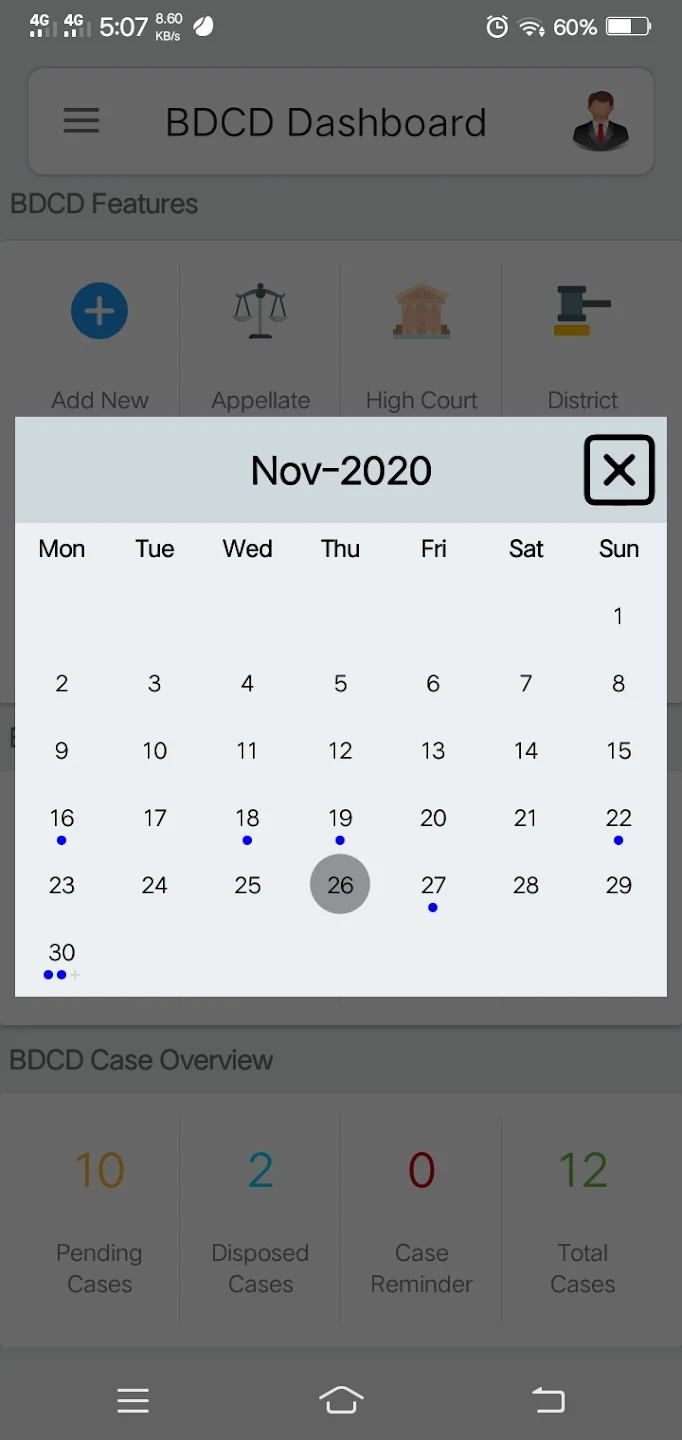 4G 4G 5:07 8.60 KB/s 60%
BDCD Dashboard
BDCD Features
Add New Appellate High Court District
Nov-2020
Mon Tue Wed Thu Fri Sat Sun
1
2 3 4 5 6 7 8
9 10 11 12 13 14 15
16 17 18 19 20 21 22
23 24 25 26 27 28 29
30
BDCD Case Overview
10 2 0 12
Pending Cases Disposed Cases Case Reminder Total Cases